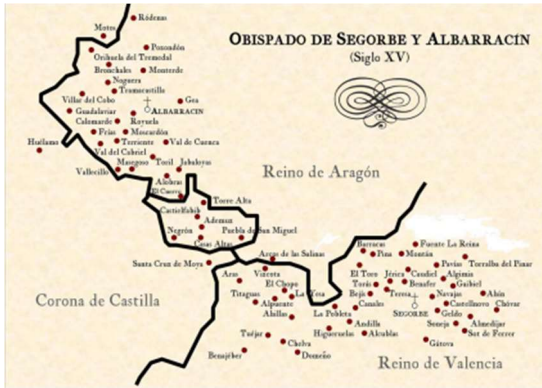 OBISPADO DE SEGORBE Y ALBARRACÍN
(Siglo XV)
Ródenas
Motos
Pozondón
Orihuela del Tremedal
Bronchales
Monterde
Noguera
Tramacastilla
Villar del Cobo
Gea
Guadalaviar
ALBARRACIN
Calomarde
Royuela
Frías
Moscardón
Huélamo
Terriente
Val de Cuenca
Val del Cabriel
Masegoso
Toril
Jabaloyas
Vallecillo
Alobras
El Cuervo
Reino de Aragón
Torre Alta
Castielfabib
Ademuz
Negrón
Puebla de San Miguel
Casas Altas
Santa Cruz de Moya
Arcos de las Salinas
Barracas
Fuente La Reina
Pina
Montán
Aras
Vizcota
El Toro
Jérica
Caudiel
Pavías
Torralba del Pinar
Algimia
El Chopo
Torás
Benafer
Gaibiel
Titaguas
La Yesa
Bejís
Teresa
Navajas
Ahín
Alpuente
Canales
Castellnovo
Chóvar
Corona de Castilla
Abillas
La Pobleta
SEGORBE
Geldo
Almedíjar
Andilla
Soneja
Tuéjar
Higueruelas
Alcublas
Sot de Ferrer
Chelva
Gátova
Benajéber
Domeño
Reino de Valencia